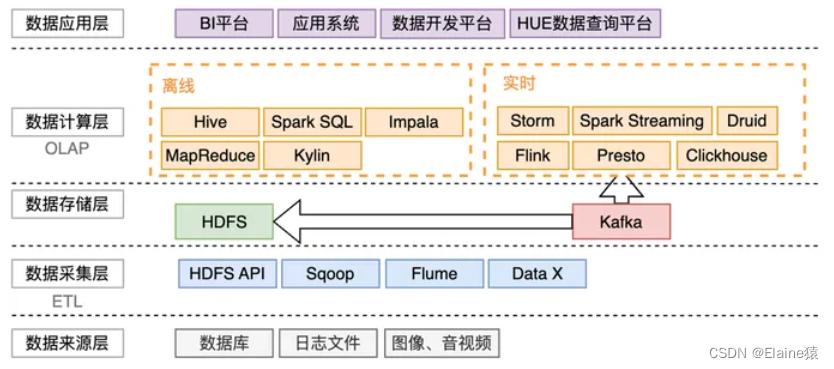 数据应用层
BI平台
应用系统
数据开发平台
HUE数据查询平台
离线
实时
数据计算层
OLAP
Hive
Spark SQL
Impala
MapReduce
Kylin
Storm
Spark Streaming
Druid
Flink
Presto
Clickhouse
数据存储层
HDFS
Kafka
数据采集层
ETL
HDFS API
Sqoop
Flume
Data X
数据来源层
数据库
日志文件
图像、音视频
CSDN @Elaine猿